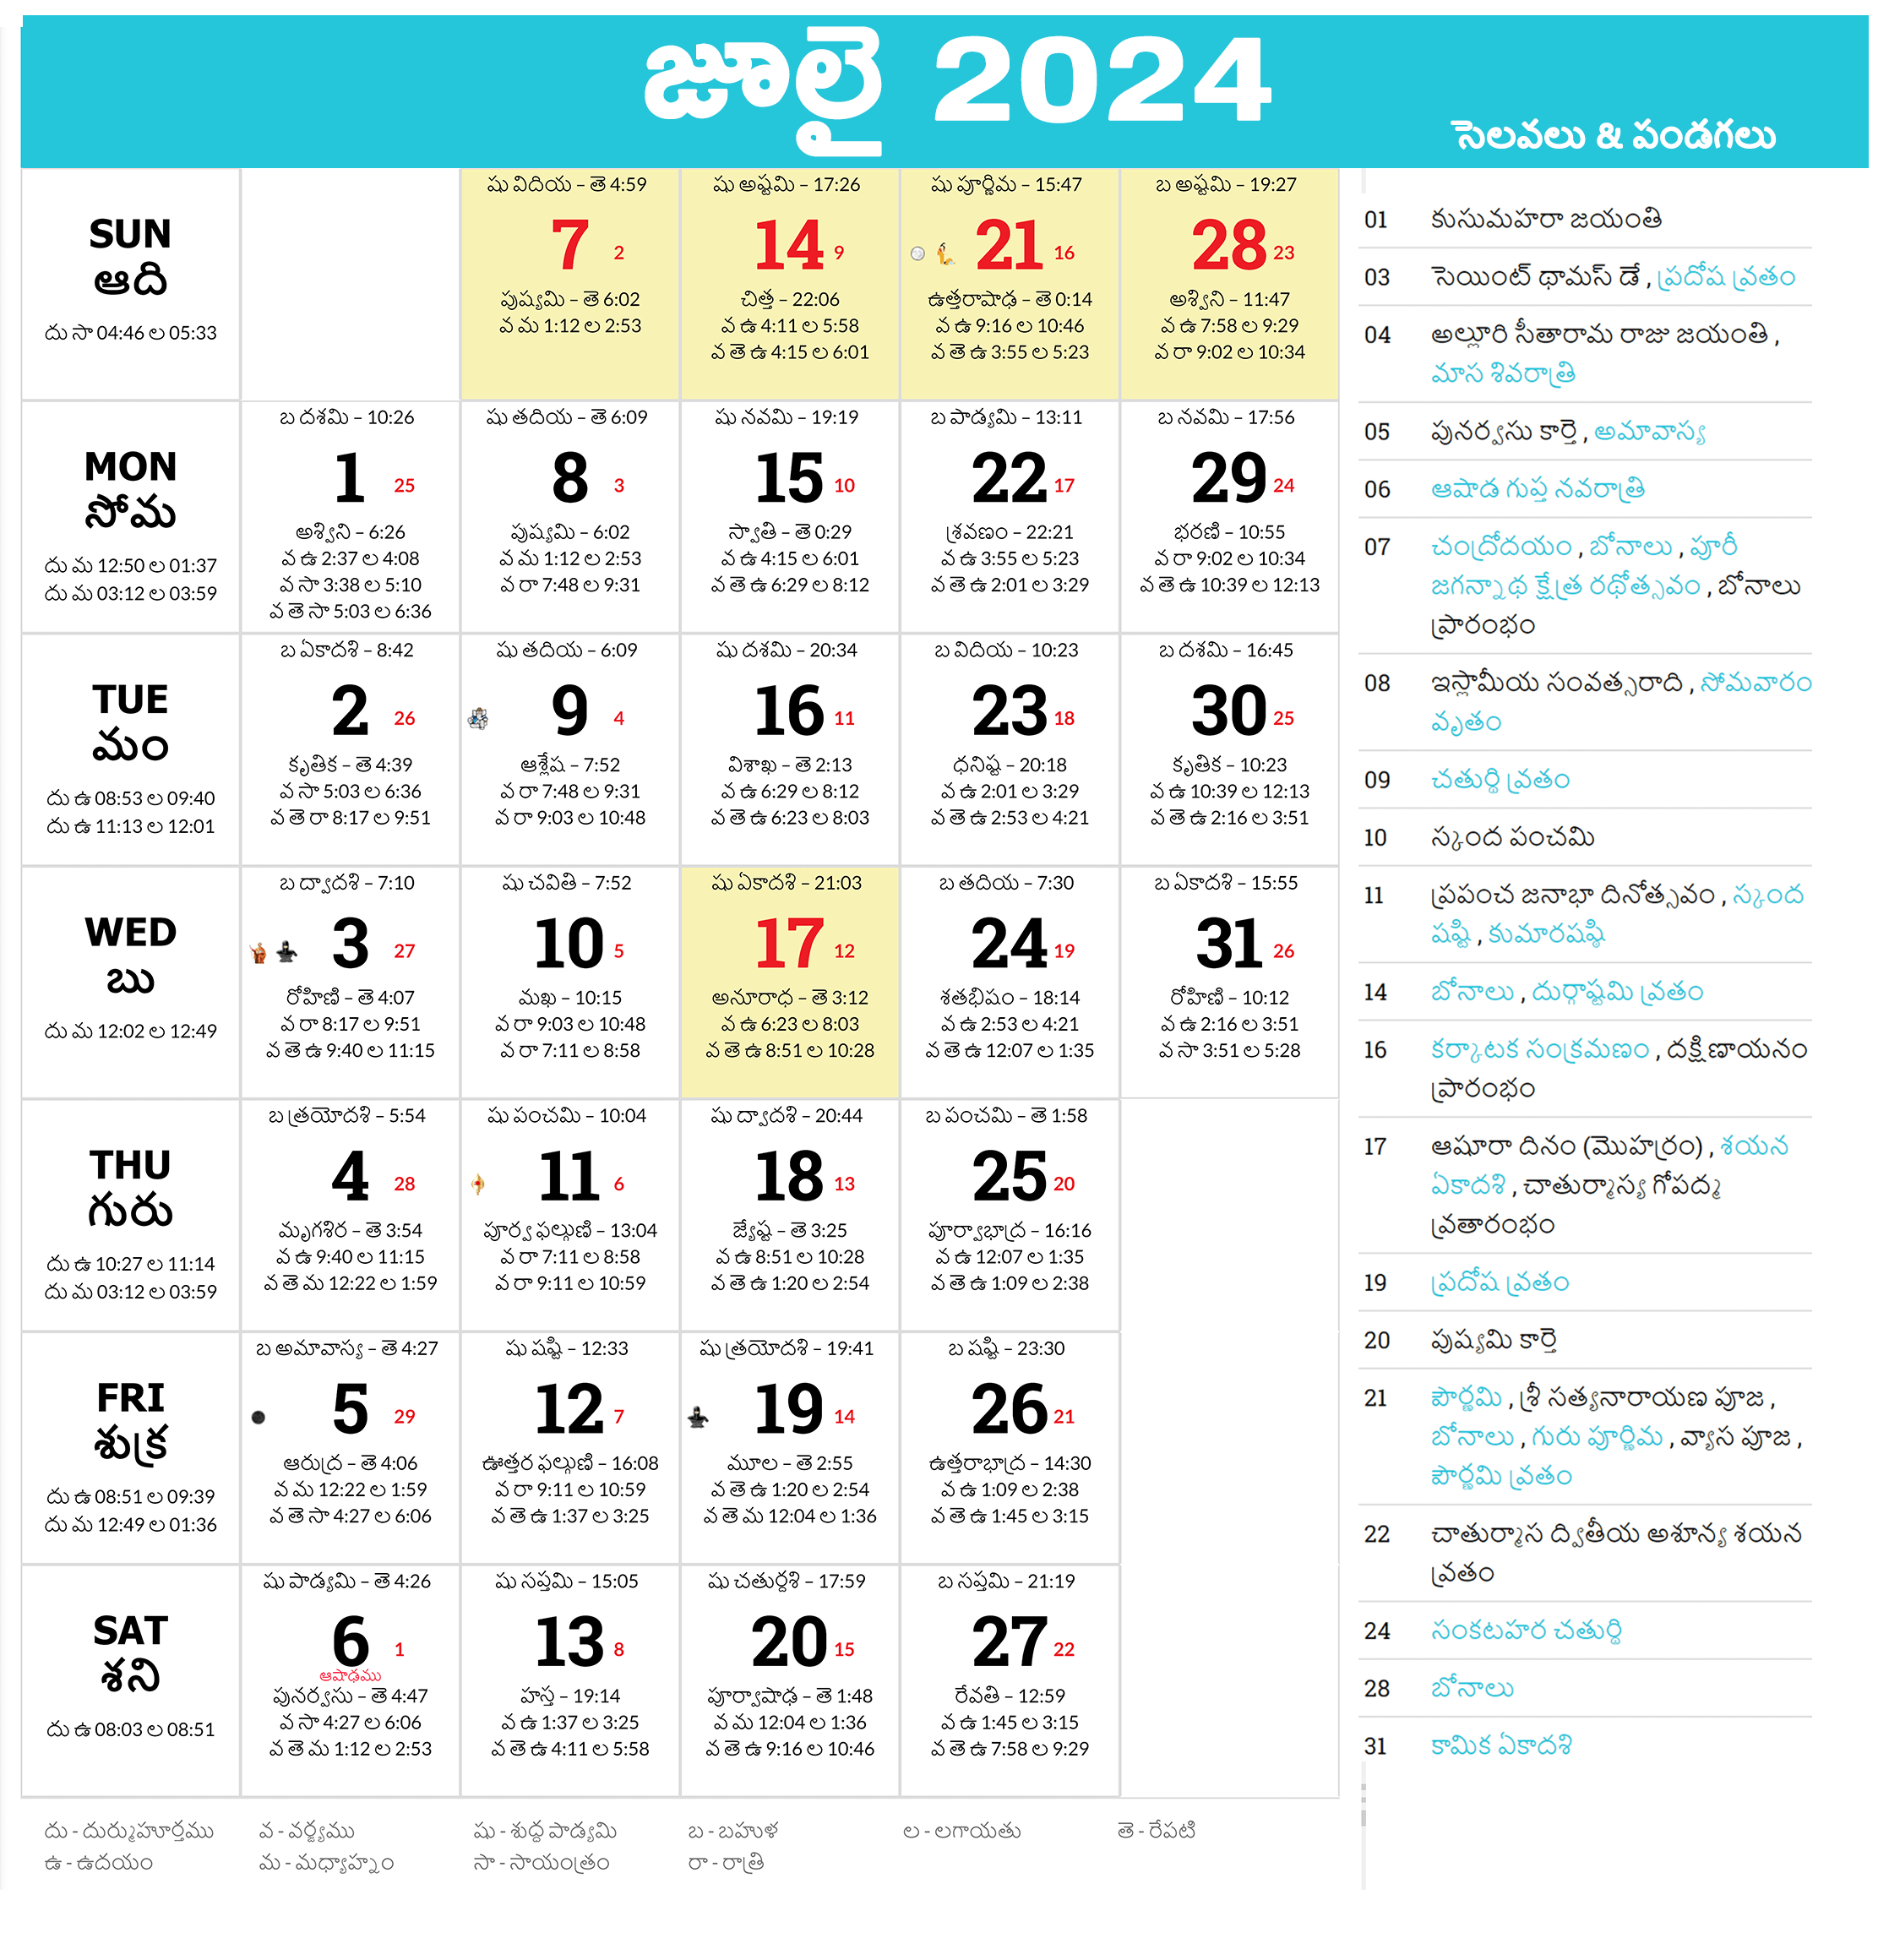 జూలై 2024
సెలవలు & పండగలు
SUN
ఆది
దు సా 04:46 ల 05:33
షు విదియ – తె 4:59
7 2
పుష్యమి – తె 6:02
వ మ 1:12 ల 2:53
షు అష్టమి – 17:26
14 9
చిత్త – 22:06
వ ఉ 4:11 ల 5:58
వ తె ఉ 4:15 ల 6:01
షు పూర్ణిమ – 15:47
21 16
ఉత్తరాషాఢ – తె 0:14
వ ఉ 9:16 ల 10:46
వ తె ఉ 3:55 ల 5:23
బ అష్టమి – 19:27
28 23
అశ్విని – 11:47
వ ఉ 7:58 ల 9:29
వ రా 9:02 ల 10:34
MON
సోమ
దు మ 12:50 ల 01:37
దు మ 03:12 ల 03:59
బ దశమి – 10:26
1 25
అశ్విని – 6:26
వ ఉ 2:37 ల 4:08
వ సా 3:38 ల 5:10
వ తె సా 5:03 ల 6:36
షు తదియ – తె 6:09
8 3
పుష్యమి – 6:02
వ మ 1:12 ల 2:53
వ రా 7:48 ల 9:31
షు నవమి – 19:19
15 10
స్వాతి – తె 0:29
వ ఉ 4:15 ల 6:01
వ తె ఉ 6:29 ల 8:12
బ పాడ్యమి – 13:11
22 17
శ్రవణం – 22:21
వ ఉ 3:55 ల 5:23
వ తె ఉ 2:01 ల 3:29
బ నవమి – 17:56
29 24
భరణి – 10:55
వ రా 9:02 ల 10:34
వ తె ఉ 10:39 ల 12:13
TUE
మం
దు ఉ 08:53 ల 09:40
దు ఉ 11:13 ల 12:01
బ ఏకాదశి – 8:42
2 26
కృతిక – తె 4:39
వ సా 5:03 ల 6:36
వ తె రా 8:17 ల 9:51
షు తదియ – 6:09
9 4
ఆశ్లేష – 7:52
వ రా 7:48 ల 9:31
వ రా 9:03 ల 10:48
షు దశమి – 20:34
16 11
విశాఖ – తె 2:13
వ ఉ 6:29 ల 8:12
వ తె ఉ 6:23 ల 8:03
బ విదియ – 10:23
23 18
ధనిష్ట – 20:18
వ ఉ 2:01 ల 3:29
వ తె ఉ 2:53 ల 4:21
బ దశమి – 16:45
30 25
కృతిక – 10:23
వ ఉ 10:39 ల 12:13
వ తె ఉ 2:16 ల 3:51
WED
బు
దు మ 12:02 ల 12:49
బ ద్వాదశి – 7:10
3 27
రోహిణి – తె 4:07
వ రా 8:17 ల 9:51
వ తె ఉ 9:40 ల 11:15
షు చవితి – 7:52
10 5
మఖ – 10:15
వ రా 9:03 ల 10:48
వ రా 7:11 ల 8:58
షు ఏకాదశి – 21:03
17 12
అనూరాధ – తె 3:12
వ ఉ 6:23 ల 8:03
వ తె ఉ 8:51 ల 10:28
బ తదియ – 7:30
24 19
శతభిషం – 18:14
వ ఉ 2:53 ల 4:21
వ తె ఉ 12:07 ల 1:35
బ ఏకాదశి – 15:55
31 26
రోహిణి – 10:12
వ ఉ 2:16 ల 3:51
వ సా 3:51 ల 5:28
THU
గురు
దు ఉ 10:27 ల 11:14
దు మ 03:12 ల 03:59
బ త్రయోదశి – 5:54
4 28
మృగశిర – తె 3:54
వ ఉ 9:40 ల 11:15
వ తె మ 12:22 ల 1:59
షు పంచమి – 10:04
11 6
పూర్వ ఫల్గుణి – 13:04
వ రా 7:11 ల 8:58
వ రా 9:11 ల 10:59
షు ద్వాదశి – 20:44
18 13
జ్యేష్ట – తె 3:25
వ ఉ 8:51 ల 10:28
వ తె ఉ 1:20 ల 2:54
బ పంచమి – తె 1:58
25 20
పూర్వాభాద్ర – 16:16
వ ఉ 12:07 ల 1:35
వ తె ఉ 1:09 ల 2:38
FRI
శుక్ర
దు ఉ 08:51 ల 09:39
దు మ 12:49 ల 01:36
బ అమావాస్య – తె 4:27
5 29
ఆరుద్ర – తె 4:06
వ మ 12:22 ల 1:59
వ తె సా 4:27 ల 6:06
షు షష్టి – 12:33
12 7
ఊత్తర ఫల్గుణి – 16:08
వ రా 9:11 ల 10:59
వ తె ఉ 1:37 ల 3:25
షు త్రయోదశి – 19:41
19 14
మూల – తె 2:55
వ తె ఉ 1:20 ల 2:54
వ తె మ 12:04 ల 1:36
బ షష్టి – 23:30
26 21
ఉత్తరాభాద్ర – 14:30
వ ఉ 1:09 ల 2:38
వ తె ఉ 1:45 ల 3:15
SAT
శని
దు ఉ 08:03 ల 08:51
షు పాడ్యమి – తె 4:26
6 1
ఆషాఢము
పునర్వసు – తె 4:47
వ సా 4:27 ల 6:06
వ తె మ 1:12 ల 2:53
షు సప్తమి – 15:05
13 8
హస్త – 19:14
వ ఉ 1:37 ల 3:25
వ తె ఉ 4:11 ల 5:58
షు చతుర్దశి – 17:59
20 15
పూర్వాషాఢ – తె 1:48
వ మ 12:04 ల 1:36
వ తె ఉ 9:16 ల 10:46
బ సప్తమి – 21:19
27 22
రేవతి – 12:59
వ ఉ 1:45 ల 3:15
వ తె ఉ 7:58 ల 9:29
దు - దుర్ముహూర్తము వ - వర్జ్యము షు - శుద్ద పాడ్యమి బ - బహుళ ల - లగాయతు తె - రేపటి
ఉ - ఉదయం మ - మధ్యాహ్నం సా - సాయంత్రం రా - రాత్రి
01 కుసుమహరా జయంతి
03 సెయింట్ థామస్ డే , ప్రదోష వ్రతం
04 అల్లూరి సీతారామ రాజు జయంతి ,
మాస శివరాత్రి
05 పునర్వసు కార్తె , అమావాస్య
06 ఆషాడ గుప్త నవరాత్రి
07 చంద్రోదయం , బోనాలు , పూరీ
జగన్నాథ క్షేత్ర రథోత్సవం , బోనాలు
ప్రారంభం
08 ఇస్లామీయ సంవత్సరాది , సోమవారం
వృతం
09 చతుర్థి వ్రతం
10 స్కంద పంచమి
11 ప్రపంచ జనాభా దినోత్సవం , స్కంద
షష్టి , కుమారషష్ఠి
14 బోనాలు , దుర్గాష్టమి వ్రతం
16 కర్కాటక సంక్రమణం , దక్షిణాయనం
ప్రారంభం
17 ఆషూరా దినం (మొహర్రం) , శయన
ఏకాదశి , చాతుర్మాస్య గోపద్మ
వ్రతారంభం
19 ప్రదోష వ్రతం
20 పుష్యమి కార్తె
21 పౌర్ణమి , శ్రీ సత్యనారాయణ పూజ ,
బోనాలు , గురు పూర్ణిమ , వ్యాస పూజ ,
పౌర్ణమి వ్రతం
22 చాతుర్మాస ద్వితీయ అశూన్య శయన
వ్రతం
24 సంకటహర చతుర్థి
28 బోనాలు
31 కామిక ఏకాదశి